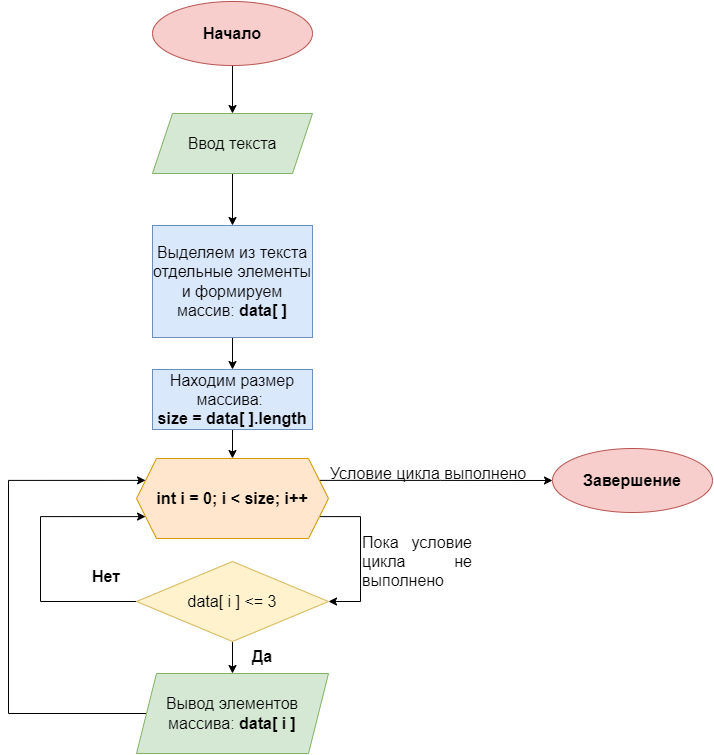 Начало
Ввод текста
Выделяем из текста
отдельные элементы
и формируем
массив: data[ ]
Находим размер
массива:
size = data[ ].length
int i = 0; i < size; i++
Условие цикла выполнено
Завершение
Пока условие
цикла не
выполнено
Нет
data[ i ] <= 3
Да
Вывод элементов
массива: data[ i ]